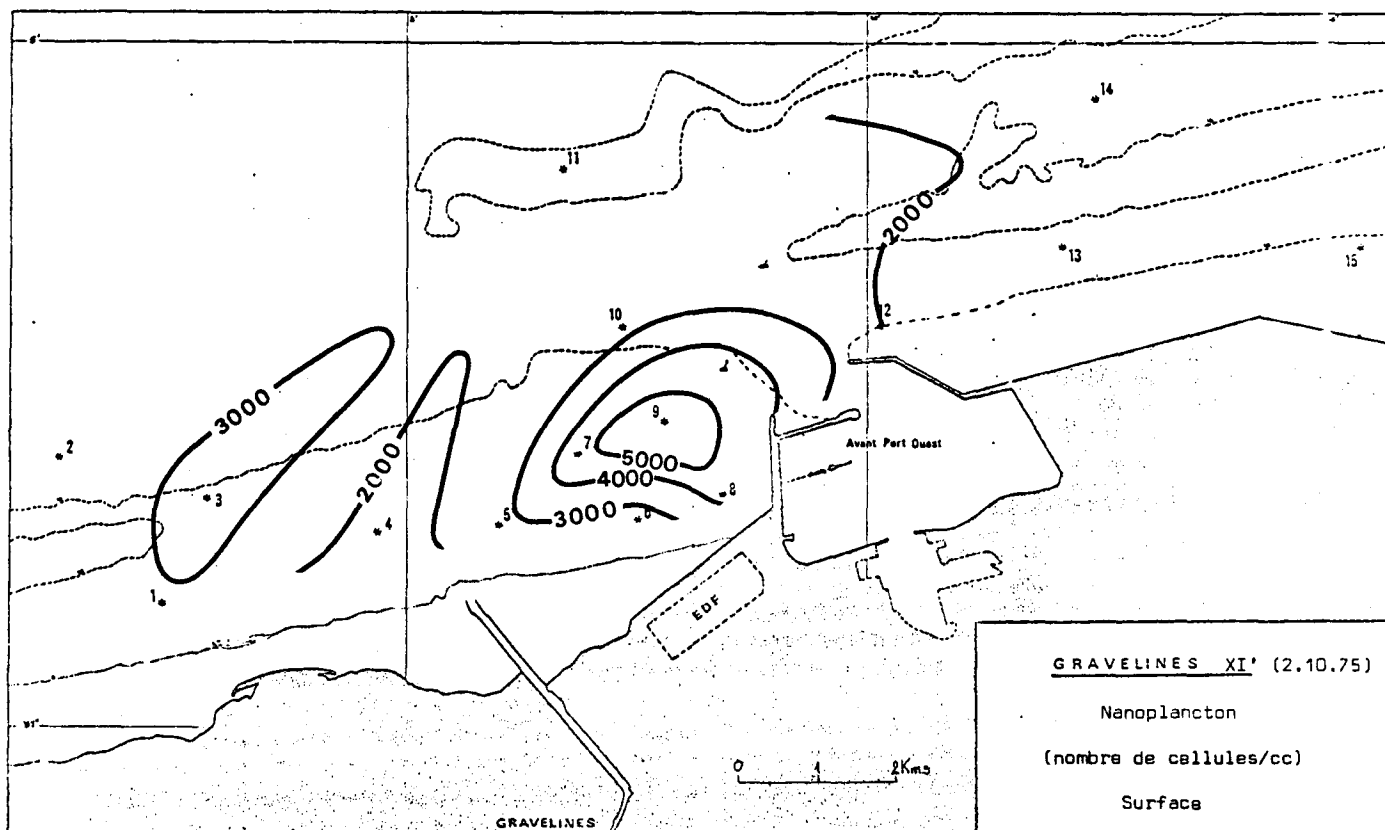 6'
14
11
2000
13
15
12
10
3000
2
2000
9
7
Avant Port Ouest
5000
3
4000
8
4
5
3000
6
1
EDF
GRAVELINES XI' (2.10.75)
Nanoplancton
(nombre de cellules/cc)
Surface
0 1 2Kms
GRAVELINES